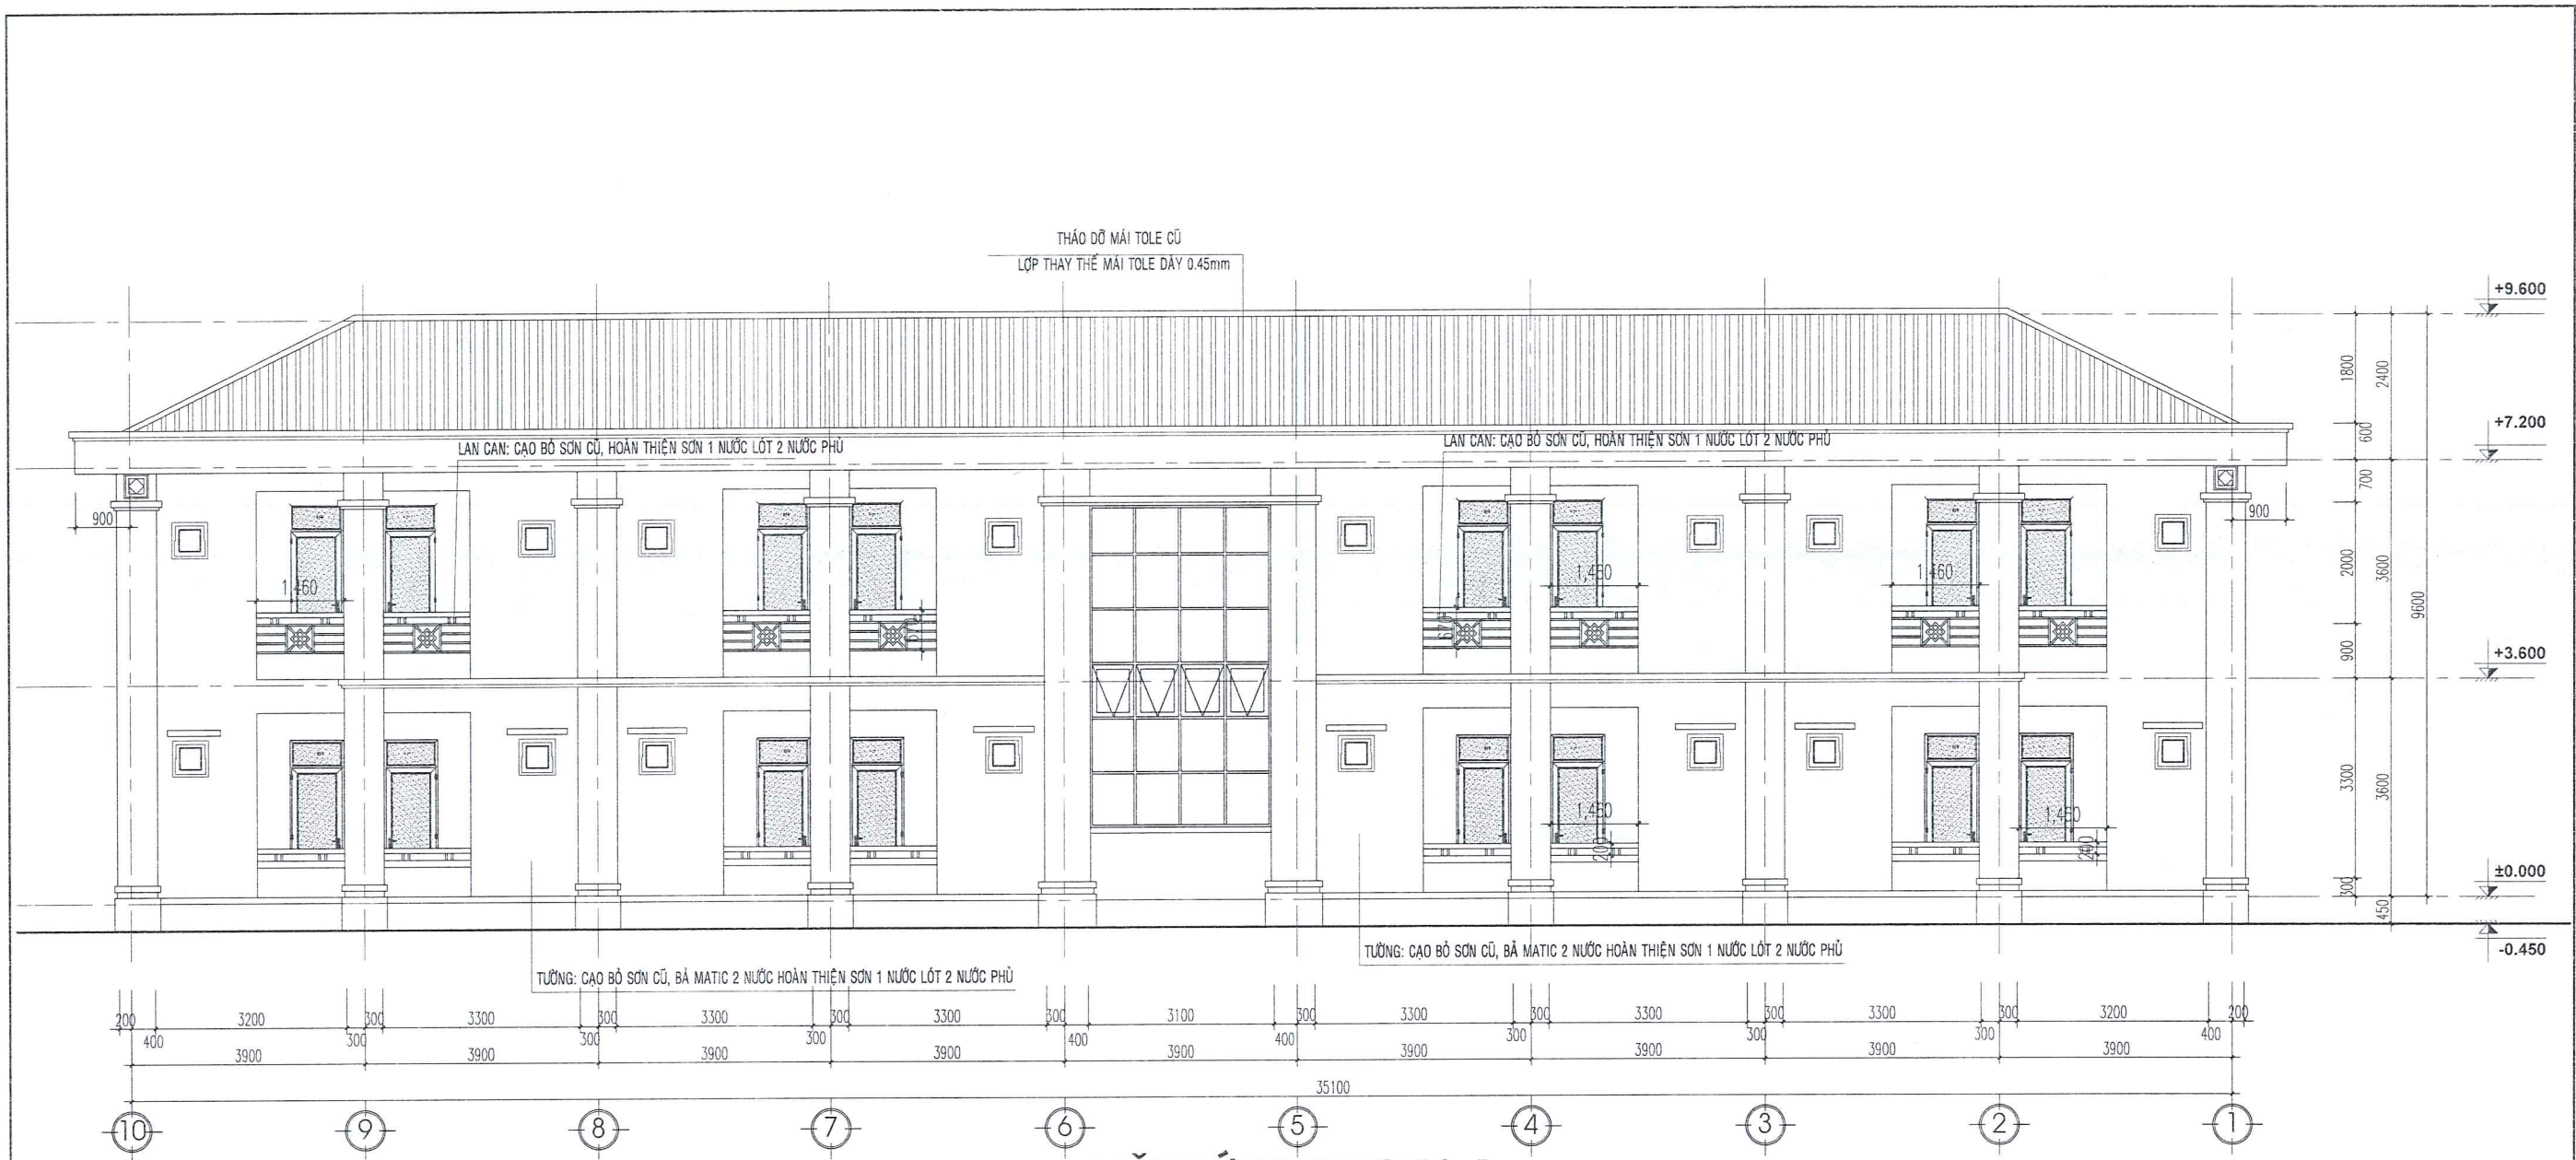 THÁO DỠ MÁI TOLE CŨ
LỢP THAY THẾ MÁI TOLE DÀY 0.45mm
+9.600
1800
2400
+7.200
600
LAN CAN: CẠO BỎ SƠN CŨ, HOÀN THIỆN SƠN 1 NƯỚC LÓT 2 NƯỚC PHỦ
LAN CAN: CẠO BỎ SƠN CŨ, HOÀN THIỆN SƠN 1 NƯỚC LÓT 2 NƯỚC PHỦ
700
900
900
2000
3600
9600
1,460
1,460
1,460
670
670
900
+3.600
3300
3600
1,460
1,460
200
200
±0.000
300
450
-0.450
TƯỜNG: CẠO BỎ SƠN CŨ, BẢ MATIC 2 NƯỚC HOÀN THIỆN SƠN 1 NƯỚC LÓT 2 NƯỚC PHỦ
TƯỜNG: CẠO BỎ SƠN CŨ, BẢ MATIC 2 NƯỚC HOÀN THIỆN SƠN 1 NƯỚC LÓT 2 NƯỚC PHỦ
200 3200 300 3300 300 3300 300 3300 300 3100 300 3300 300 3300 300 3300 300 3200 200
400 300 300 300 400 400 300 300 300 400
3900 3900 3900 3900 3900 3900 3900 3900 3900
35100
10 9 8 7 6 5 4 3 2 1